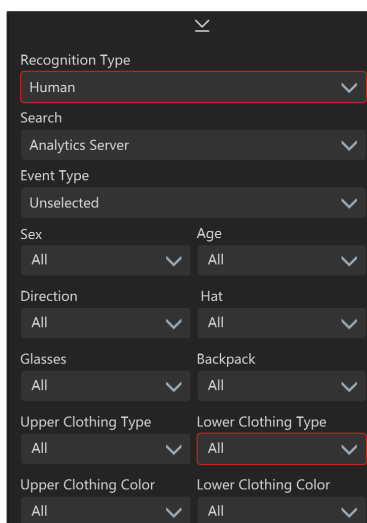 Recognition Type
Human
Search
Analytics Server
Event Type
Unselected
Sex Age
All All
Direction Hat
All All
Glasses Backpack
All All
Upper Clothing Type Lower Clothing Type
All All
Upper Clothing Color Lower Clothing Color
All All